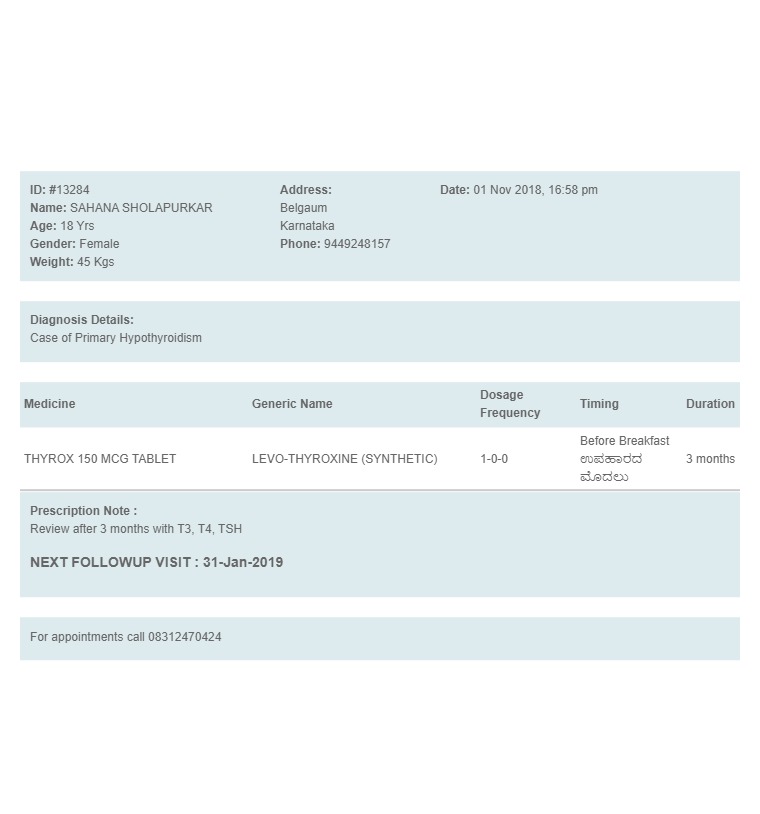 ID: #13284
Name: SAHANA SHOLAPURKAR
Age: 18 Yrs
Gender: Female
Weight: 45 Kgs
Address:
Belgaum
Karnataka
Phone: 9449248157
Date: 01 Nov 2018, 16:58 pm
Diagnosis Details:
Case of Primary Hypothyroidism
Medicine Generic Name Dosage Frequency Timing Duration
THYROX 150 MCG TABLET LEVO-THYROXINE (SYNTHETIC) 1-0-0 Before Breakfast ಉಪಹಾರದ ಮೊದಲು 3 months
Prescription Note :
Review after 3 months with T3, T4, TSH
NEXT FOLLOWUP VISIT : 31-Jan-2019
For appointments call 08312470424